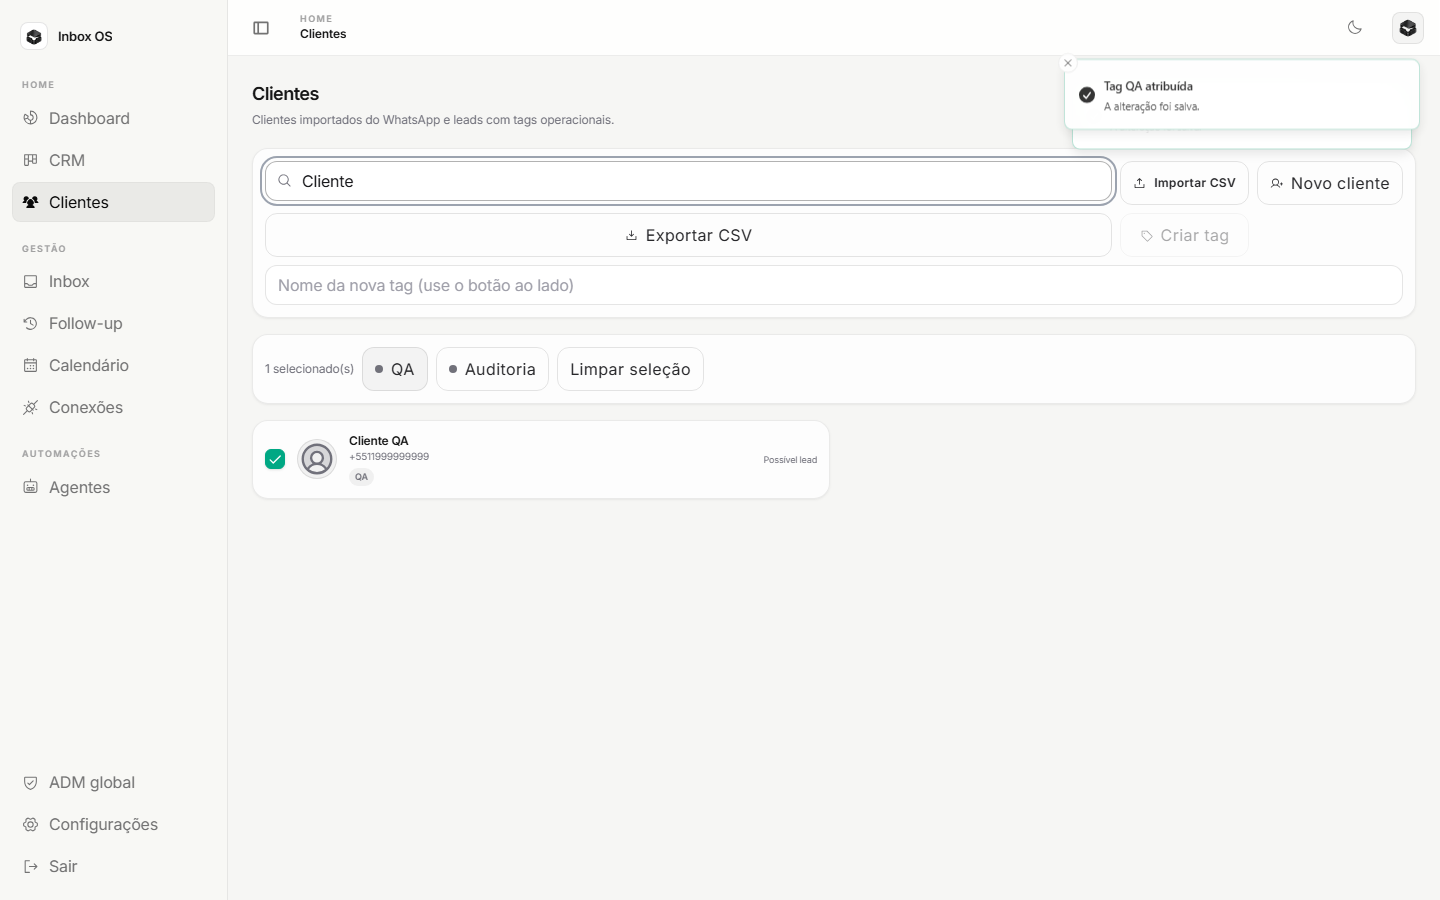 Inbox OS
HOME
Dashboard
CRM
Clientes
GESTÃO
Inbox
Follow-up
Calendário
Conexões
AUTOMAÇÕES
Agentes
ADM global
Configurações
Sair
HOME
Clientes
Clientes
Clientes importados do WhatsApp e leads com tags operacionais.
Tag QA atribuída
A alteração foi salva.
Cliente
Importar CSV
Novo cliente
Exportar CSV
Criar tag
Nome da nova tag (use o botão ao lado)
1 selecionado(s)
QA
Auditoria
Limpar seleção
Cliente QA
+5511999999999
QA
Possível lead